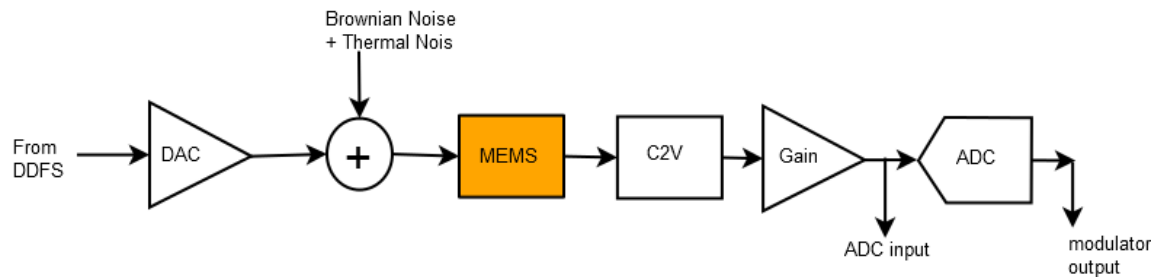 Brownian Noise
+ Thermal Nois
From
DDFS
DAC
+
MEMS
C2V
Gain
ADC
ADC input
modulator
output